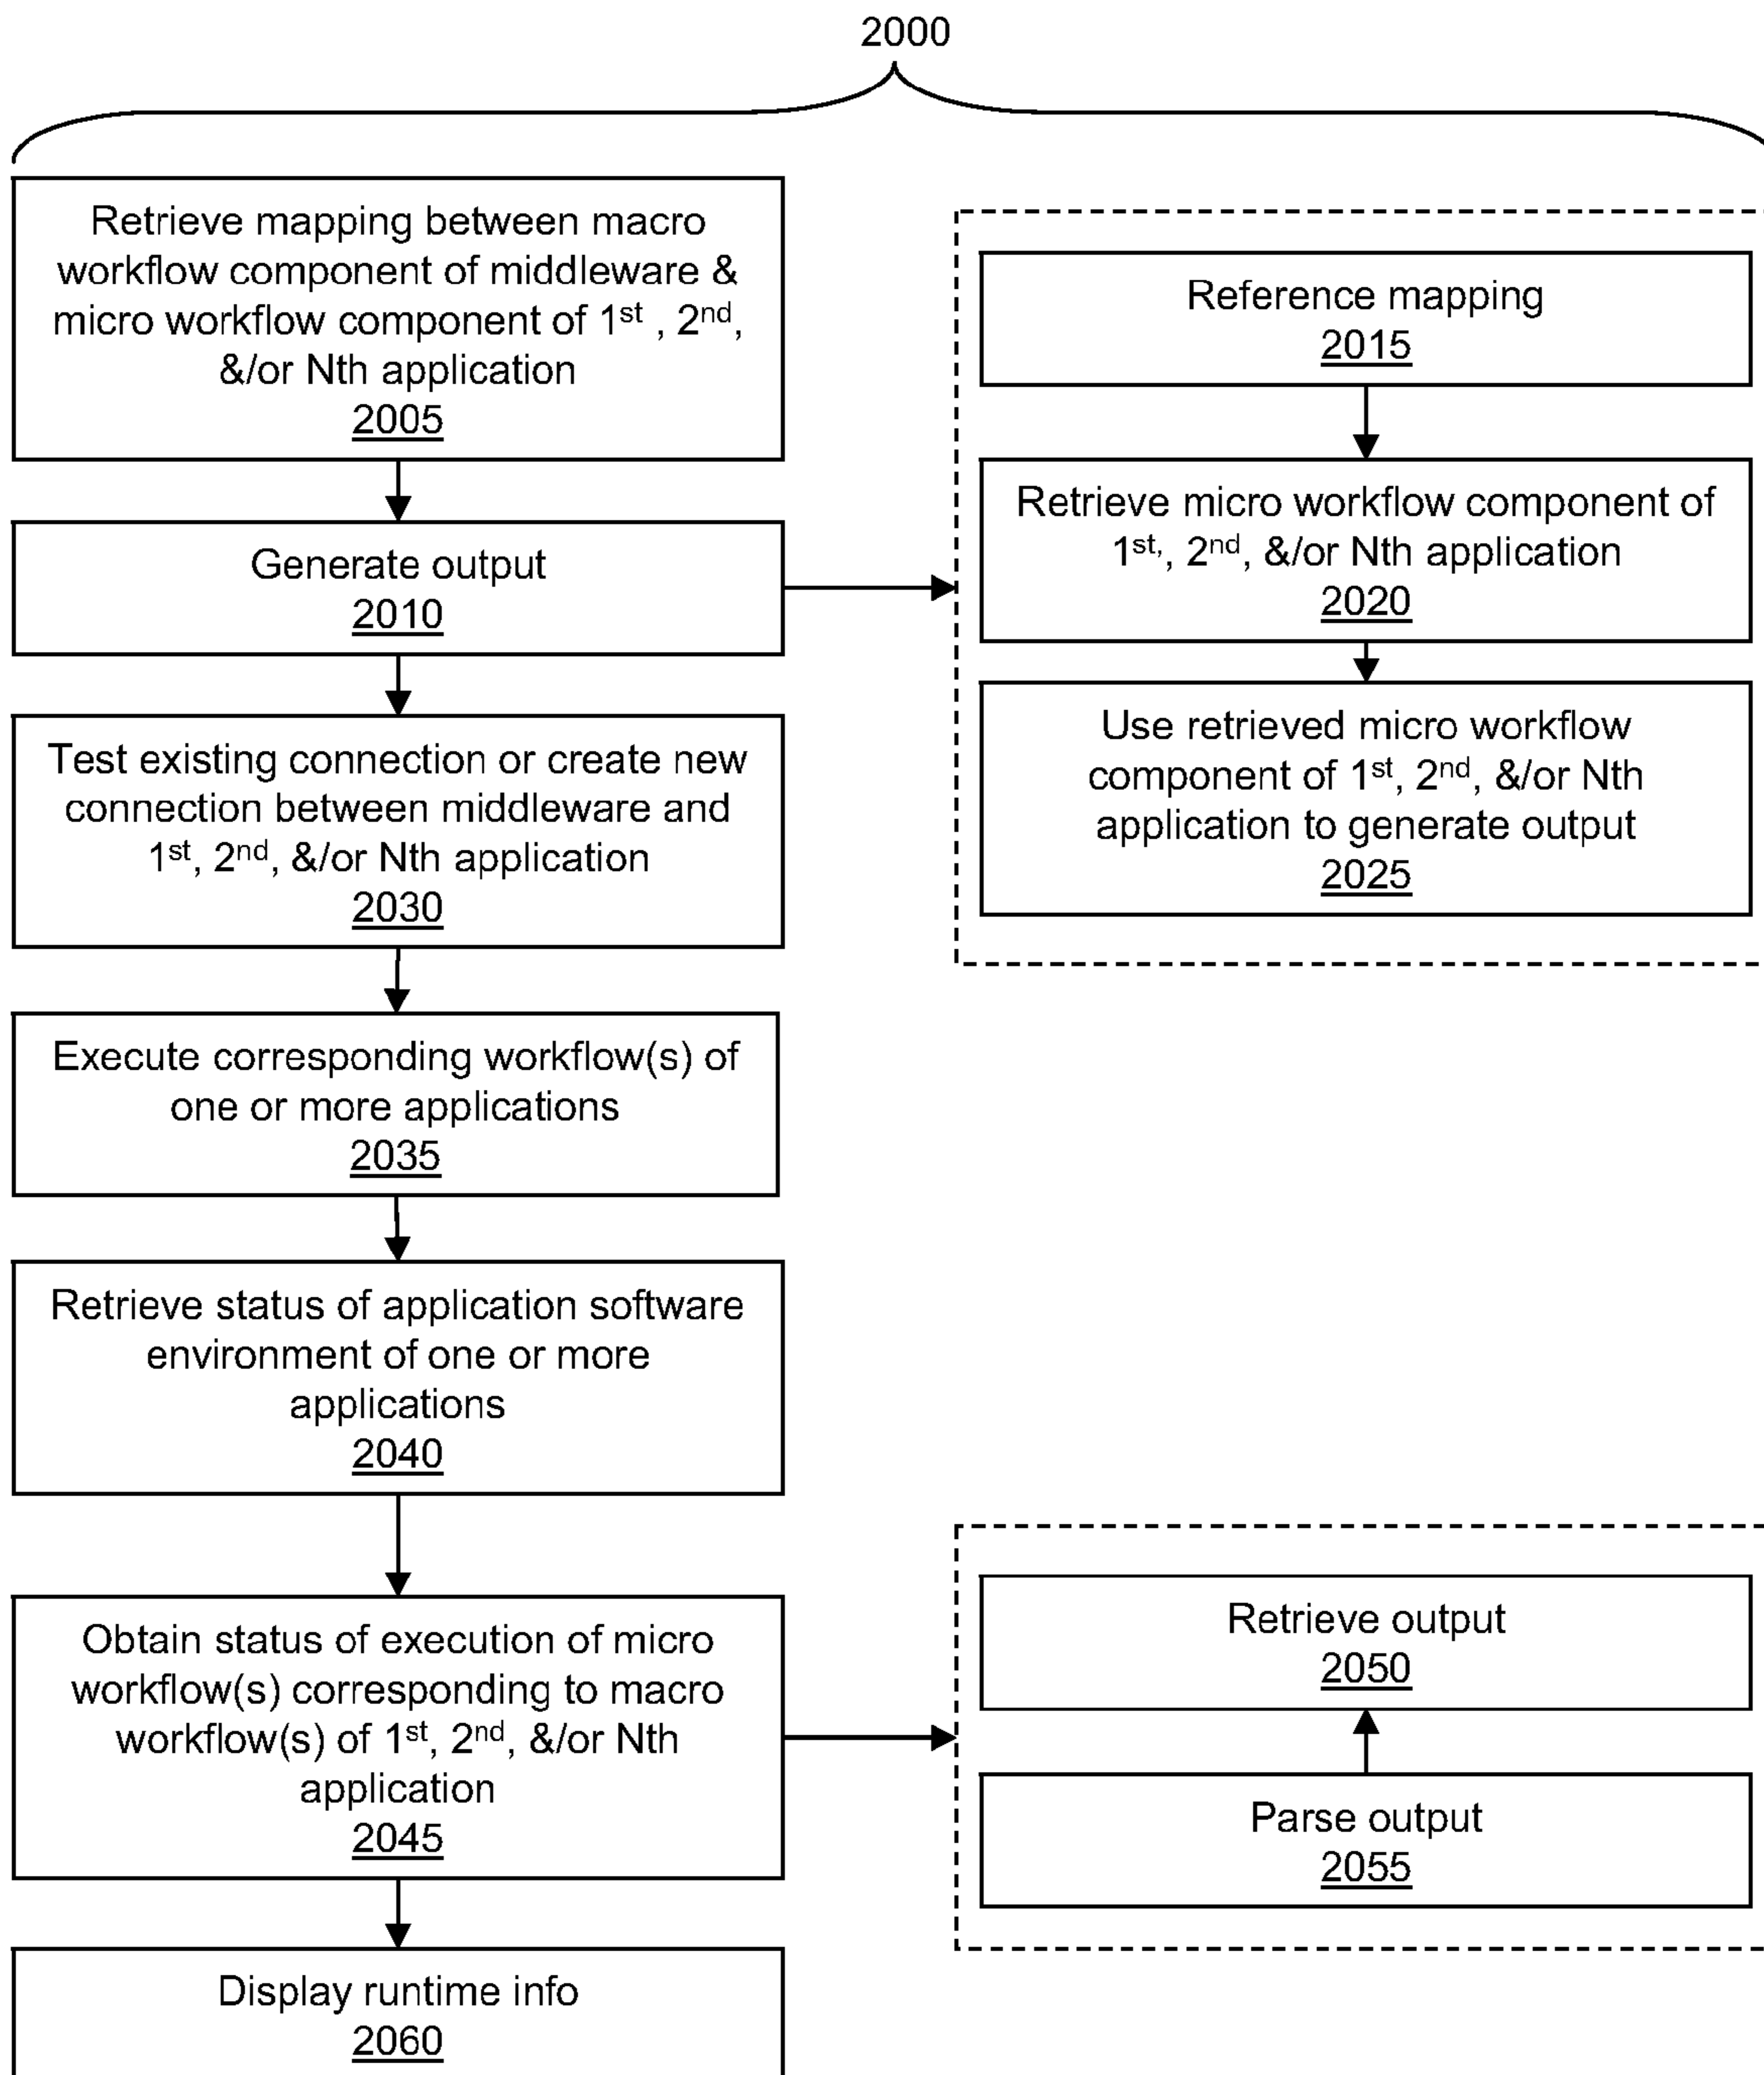 2000
Retrieve mapping between macro
workflow component of middleware &
micro workflow component of 1st , 2nd,
&/or Nth application
2005
Generate output
2010
Reference mapping
2015
Retrieve micro workflow component of
1st,, 2nd, &/or Nth application
2020
Use retrieved micro workflow
component of 1st, 2nd, &/or Nth
application to generate output
2025
Test existing connection or create new
connection between middleware and
1st, 2nd, &/or Nth application
2030
Execute corresponding workflow(s) of
one or more applications
2035
Retrieve status of application software
environment of one or more
applications
2040
Obtain status of execution of micro
workflow(s) corresponding to macro
workflow(s) of 1st, 2nd, &/or Nth
application
2045
Retrieve output
2050
Parse output
2055
Display runtime info
2060